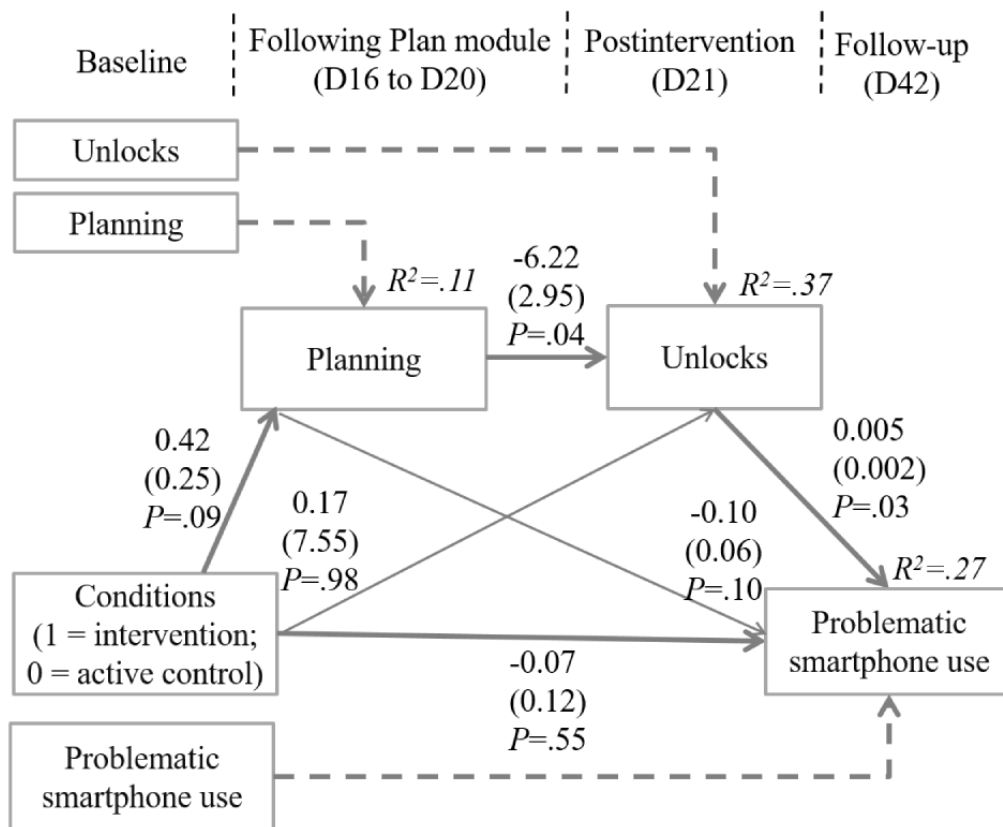 Baseline
Following Plan module
(D16 to D20)
Postintervention
(D21)
Follow-up
(D42)
Unlocks
Planning
R²=.11
-6.22
(2.95)
P=.04
R²=.37
Planning
Unlocks
0.42
(0.25)
P=.09
0.17
(7.55)
P=.98
-0.10
(0.06)
P=.10
0.005
(0.002)
P=.03
R²=.27
Conditions
(1 = intervention;
0 = active control)
Problematic
smartphone use
-0.07
(0.12)
P=.55
Problematic
smartphone use